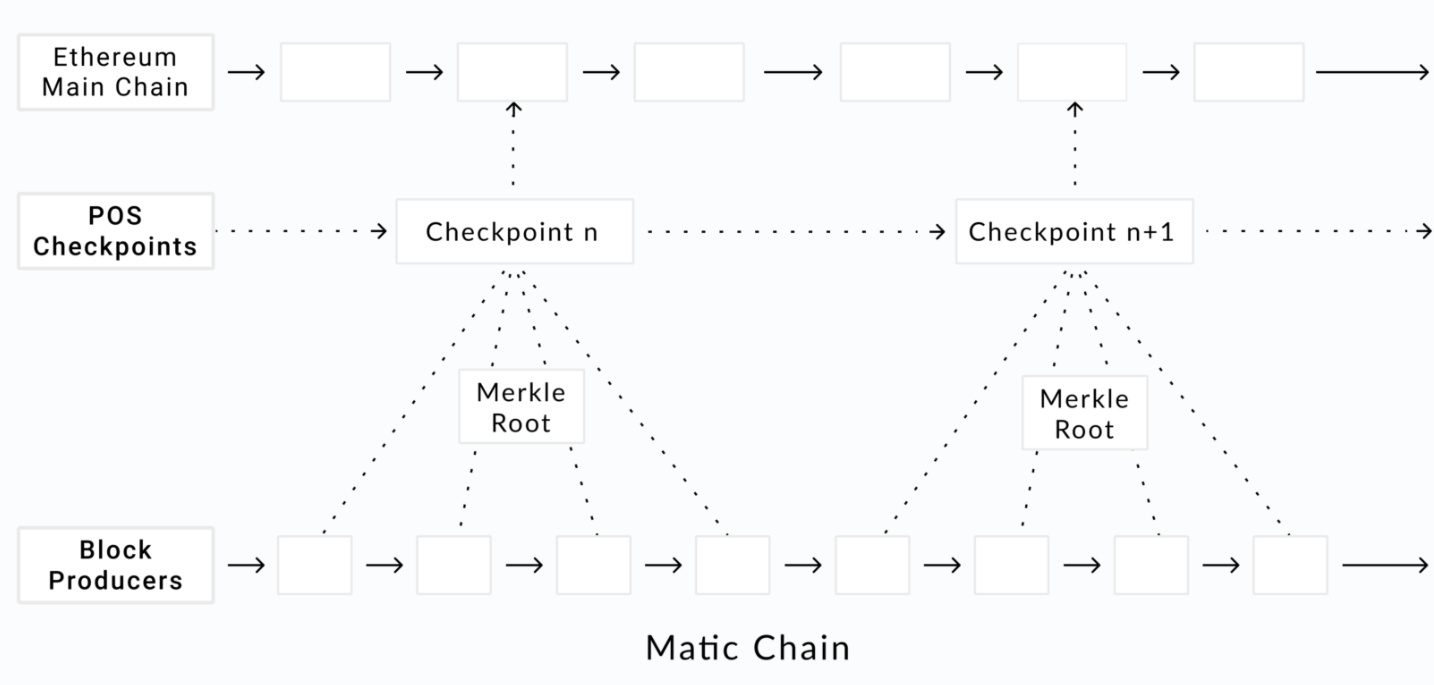 Ethereum
Main Chain
POS
Checkpoints
Checkpoint n
Checkpoint n+1
Merkle
Root
Merkle
Root
Block
Producers
Matic Chain